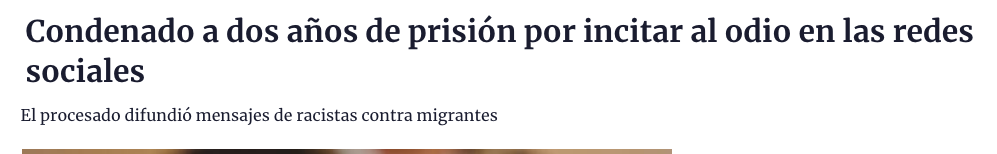 Condenado a dos años de prisión por incitar al odio en las redes
sociales
El procesado difundió mensajes de racistas contra migrantes